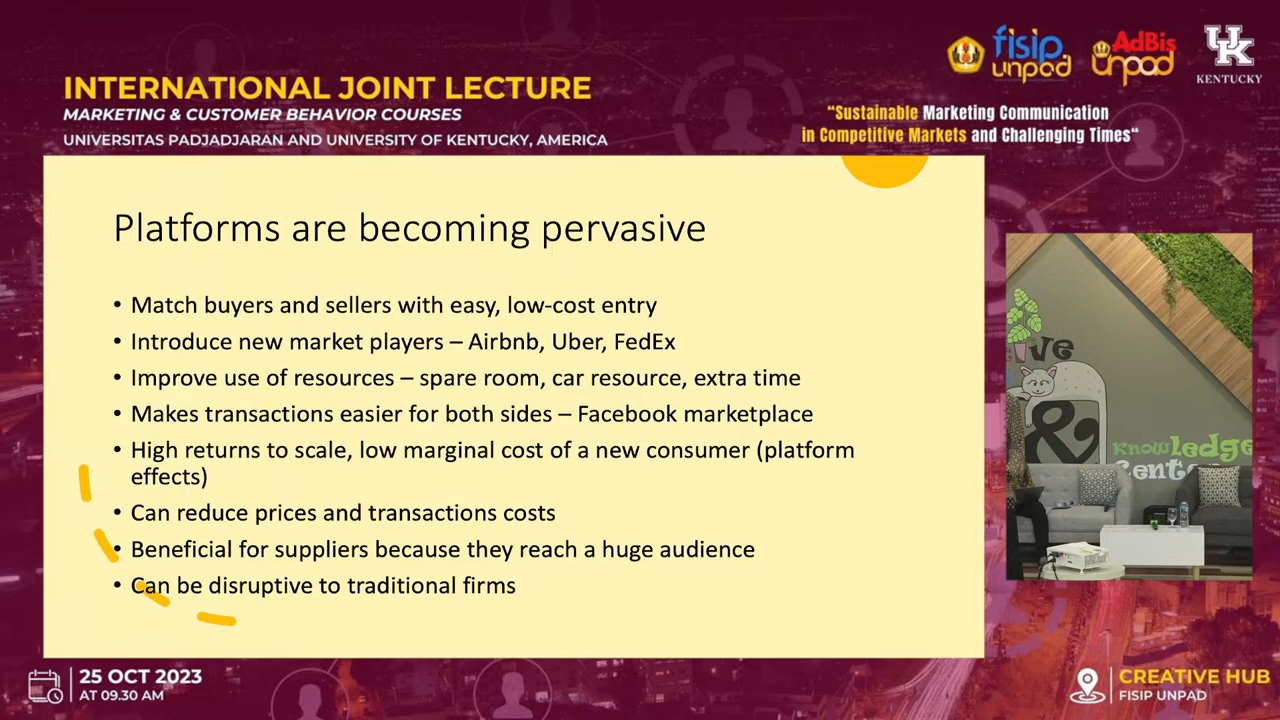 fisip
unpad
AdBis
unpad
UK
KENTUCKY
INTERNATIONAL JOINT LECTURE
MARKETING & CUSTOMER BEHAVIOR COURSES
UNIVERSITAS PADJADJARAN AND UNIVERSITY OF KENTUCKY, AMERICA
“Sustainable Marketing Communication
in Competitive Markets and Challenging Times“
Platforms are becoming pervasive
• Match buyers and sellers with easy, low-cost entry
• Introduce new market players – Airbnb, Uber, FedEx
• Improve use of resources – spare room, car resource, extra time
• Makes transactions easier for both sides – Facebook marketplace
• High returns to scale, low marginal cost of a new consumer (platform
effects)
• Can reduce prices and transactions costs
• Beneficial for suppliers because they reach a huge audience
• Can be disruptive to traditional firms
&
Knowledge
25 OCT 2023
AT 09.30 AM
CREATIVE HUB
FISIP UNPAD